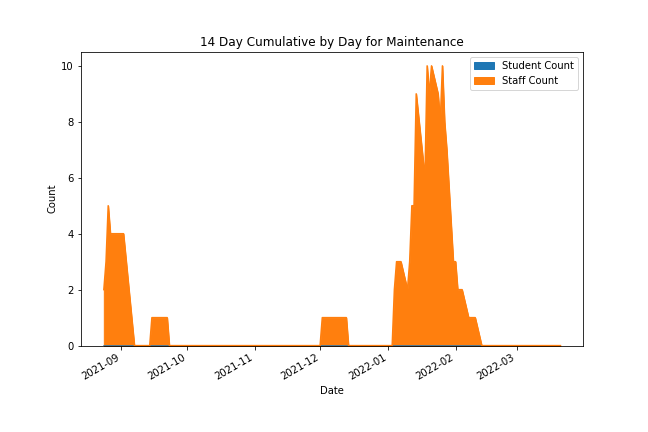 14 Day Cumulative by Day for Maintenance
Student Count
Staff Count
10
8
6
4
2
0
Count
2021-09
2021-10
2021-11
2021-12
2022-01
2022-02
2022-03
Date